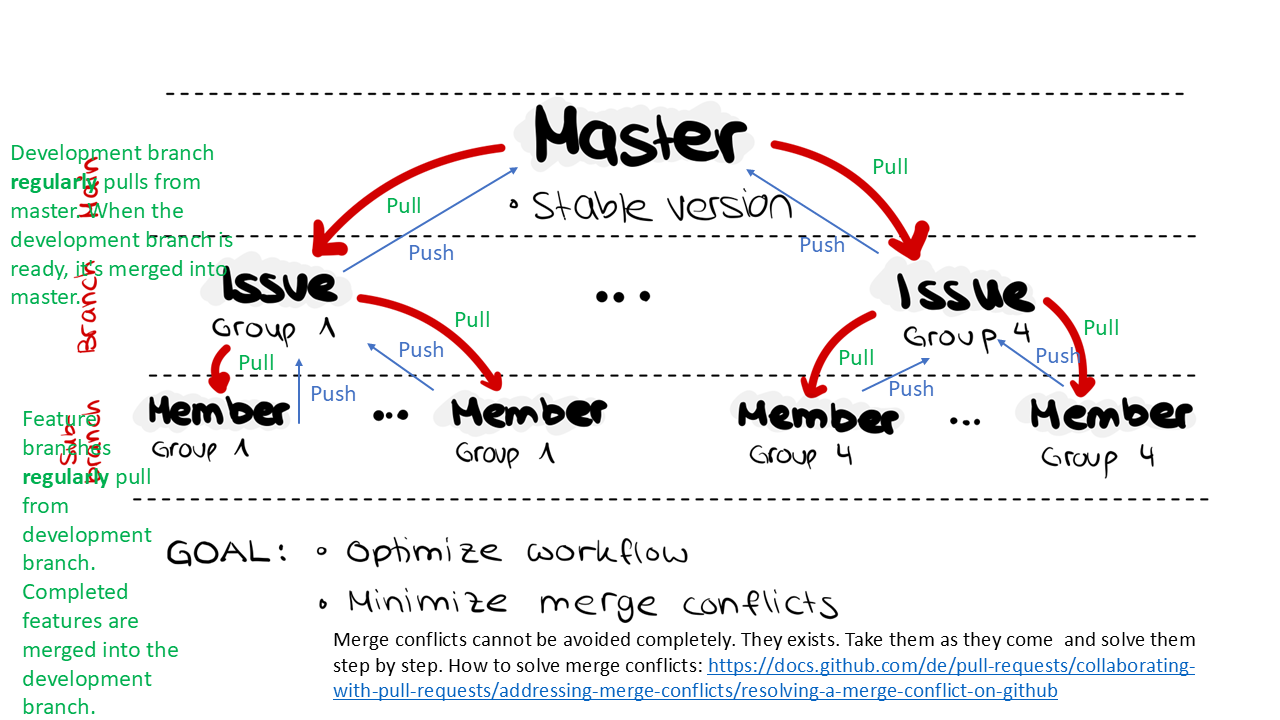 Master
• Stable version
Pull
Pull
Push
Push
Development branch
regularly pulls from
master. When the
development branch is
ready, it's merged into
master.
Main
Branch
Issue
Group 1
...
Issue
Group 4
Pull
Pull
Push
Push
Pull
Pull
Push
Push
Member
Group 1
...
Member
Group 1
Member
Group 4
...
Member
Group 4
Sub
branch
Feature
branches
regularly pull
from
development
branch.
Completed
features are
merged into the
development
branch.
GOAL: • Optimize workflow
• Minimize merge conflicts
Merge conflicts cannot be avoided completely. They exists. Take them as they come and solve them
step by step. How to solve merge conflicts: https://docs.github.com/de/pull-requests/collaborating-
with-pull-requests/addressing-merge-conflicts/resolving-a-merge-conflict-on-github